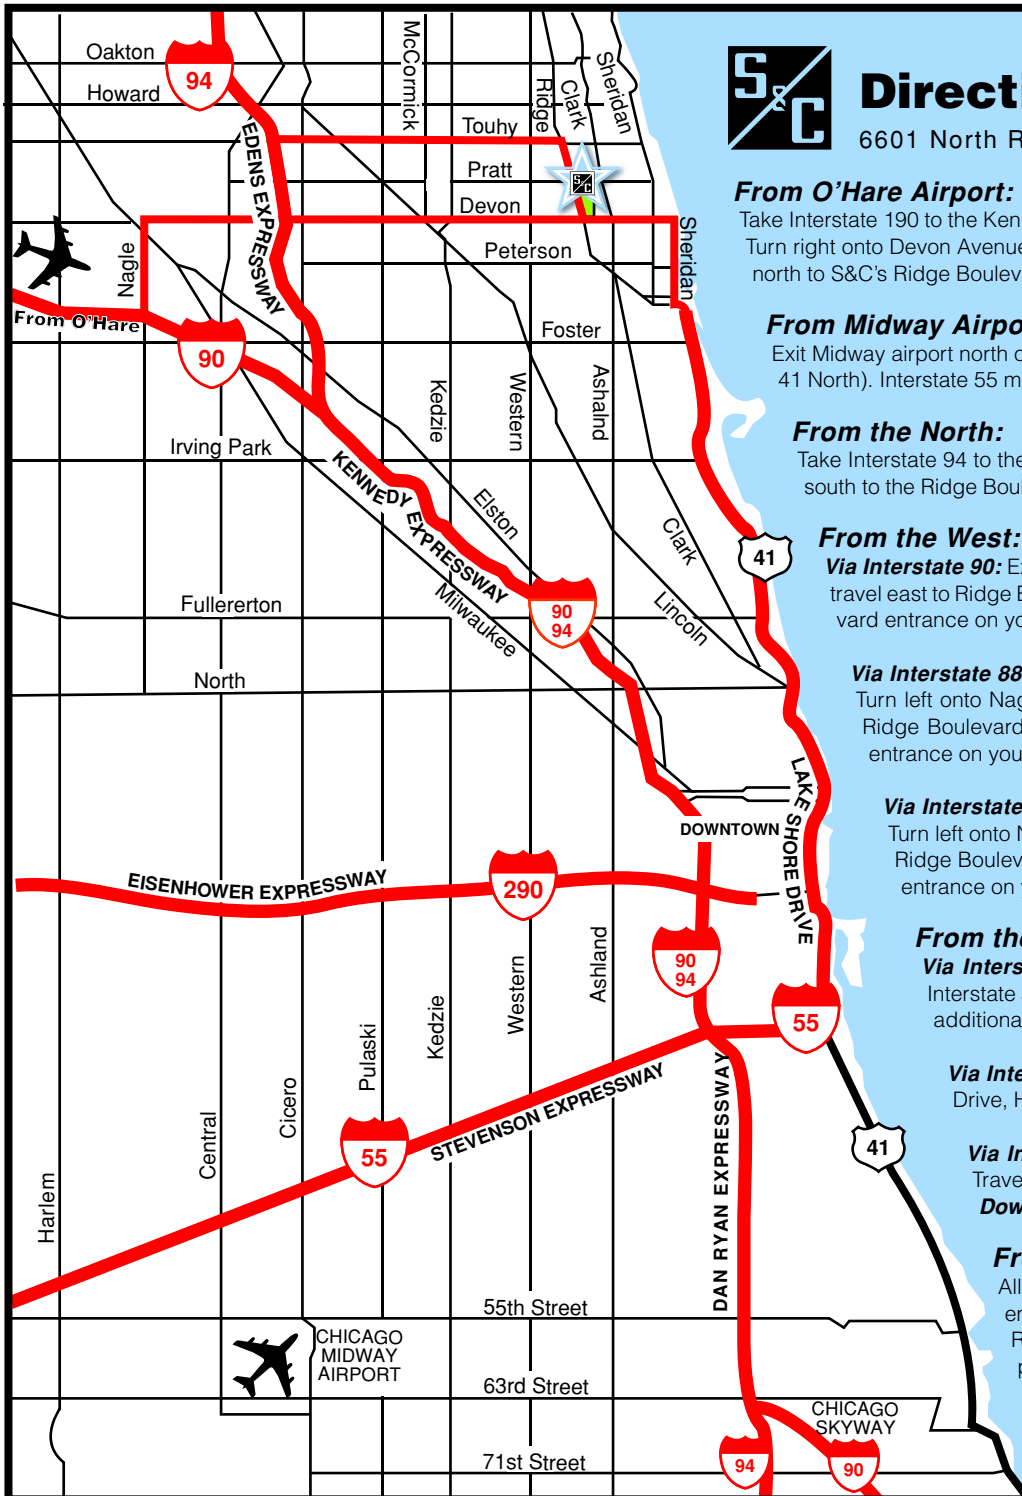 Oakton
94
Howard
EDENS EXPRESSWAY
McCormick
Ridge
Clark
Sheridan
Touhy
Pratt
S&C
Devon
Peterson
Nagle
Sheridan
From O'Hare
90
Foster
Kedzie
Western
Ashalnd
Irving Park
KENNEDY EXPRESSWAY
Elston
Clark
41
Fullererton
Milwaukee
90
94
Lincoln
North
LAKE SHORE DRIVE
DOWNTOWN
EISENHOWER EXPRESSWAY
290
90
94
Ashland
Western
Kedzie
Pulaski
Cicero
Central
Harlem
55
55
STEVENSON EXPRESSWAY
DAN RYAN EXPRESSWAY
41
55th Street
CHICAGO
MIDWAY
AIRPORT
63rd Street
CHICAGO
SKYWAY
71st Street
94
90
S&C
Directi
6601 North R
From O'Hare Airport:
Take Interstate 190 to the Ken
Turn right onto Devon Avenue
north to S&C's Ridge Boulev
From Midway Airpo
Exit Midway airport north o
41 North). Interstate 55 m
From the North:
Take Interstate 94 to the
south to the Ridge Boul
From the West:
Via Interstate 90: Ex
travel east to Ridge B
vard entrance on yo
Via Interstate 88
Turn left onto Nag
Ridge Boulevard
entrance on you
Via Interstate
Turn left onto N
Ridge Boulev
entrance on
From the
Via Inters
Interstate
additiona
Via Inte
Drive, H
Via In
Trave
Dow
Fr
All
en
R
p